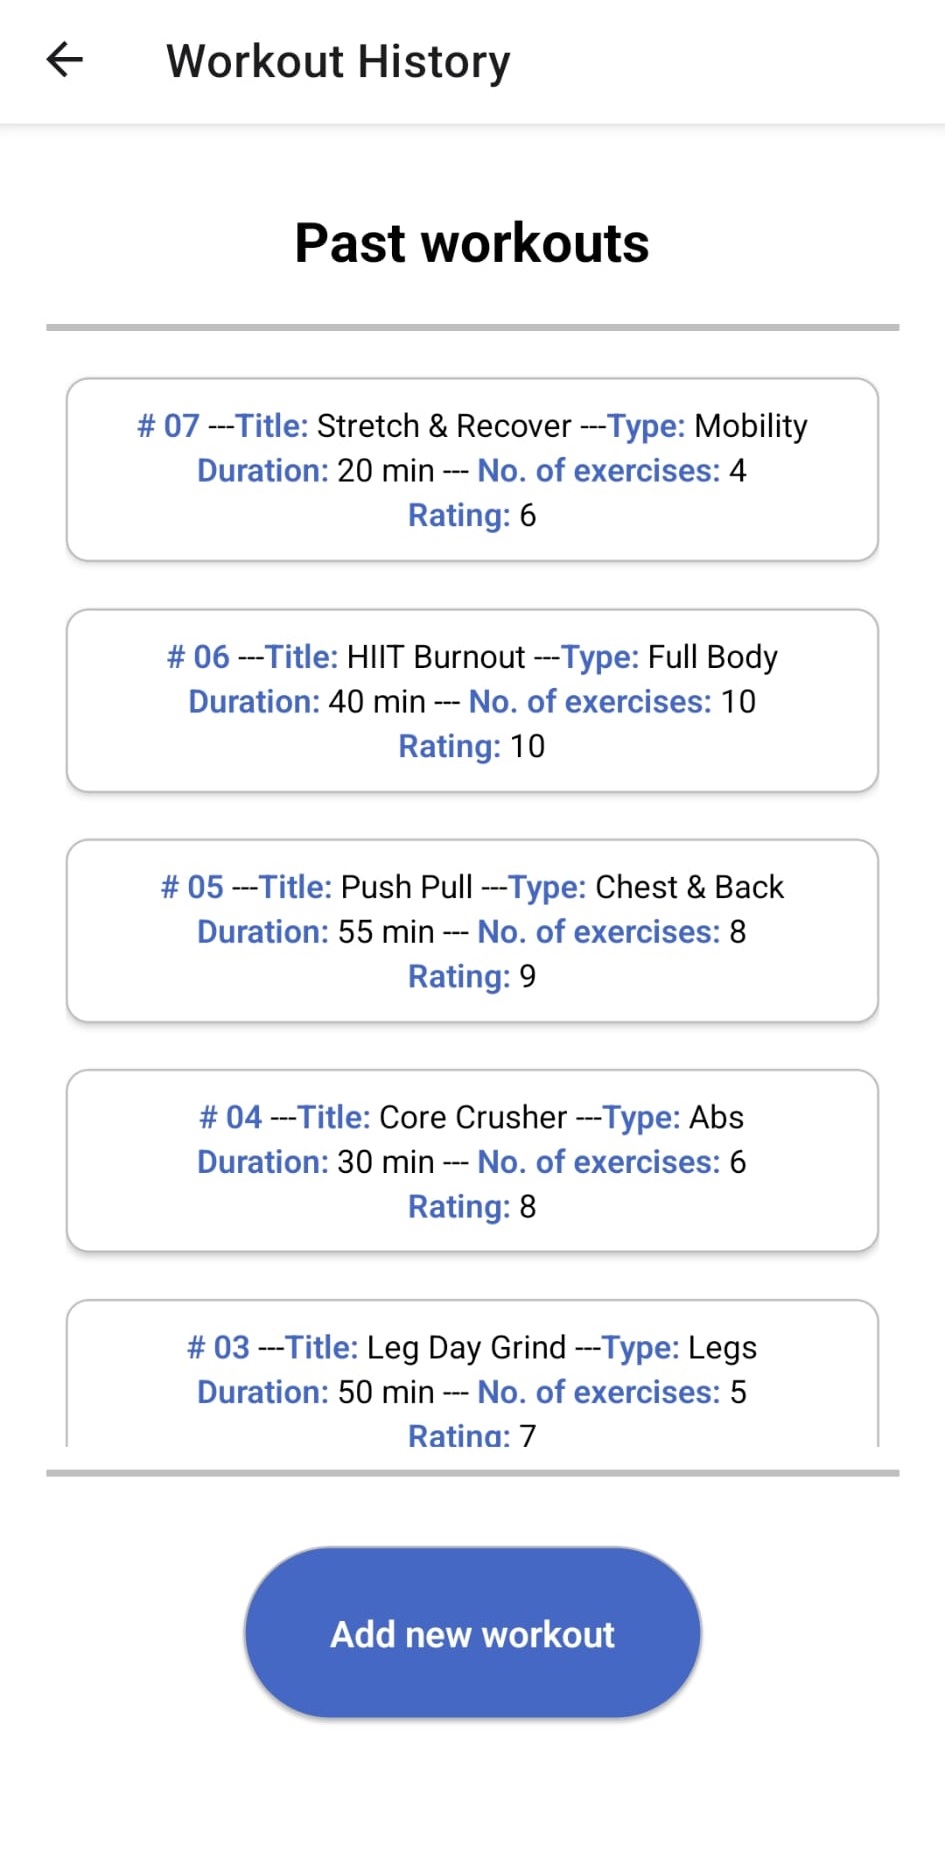 Workout History
Past workouts
# 07 ---Title: Stretch & Recover ---Type: Mobility
Duration: 20 min --- No. of exercises: 4
Rating: 6
# 06 ---Title: HIIT Burnout ---Type: Full Body
Duration: 40 min --- No. of exercises: 10
Rating: 10
# 05 ---Title: Push Pull ---Type: Chest & Back
Duration: 55 min --- No. of exercises: 8
Rating: 9
# 04 ---Title: Core Crusher ---Type: Abs
Duration: 30 min --- No. of exercises: 6
Rating: 8
# 03 ---Title: Leg Day Grind ---Type: Legs
Duration: 50 min --- No. of exercises: 5
Rating: 7
Add new workout